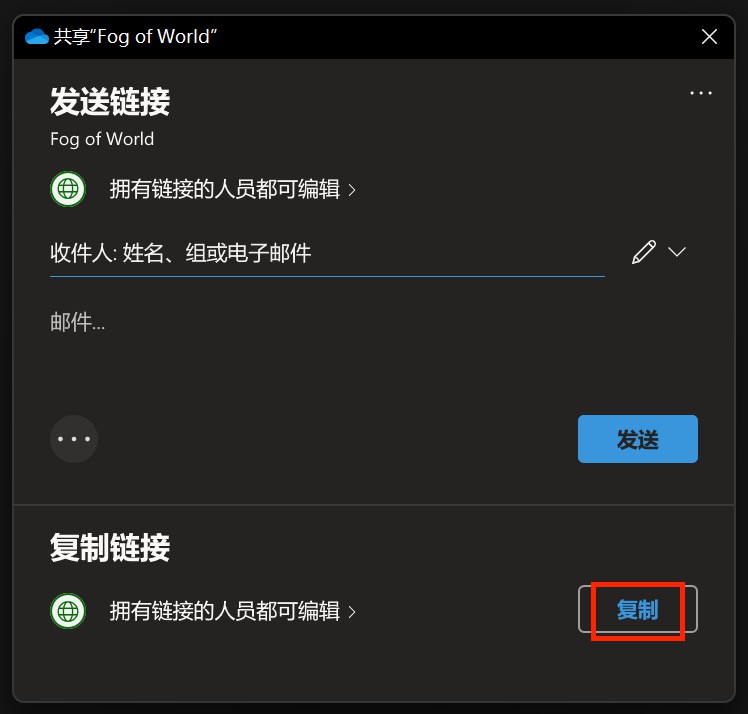 共享“Fog of World”
发送链接
Fog of World
拥有链接的人员都可编辑
收件人: 姓名、组或电子邮件
邮件...
发送
复制链接
拥有链接的人员都可编辑
复制